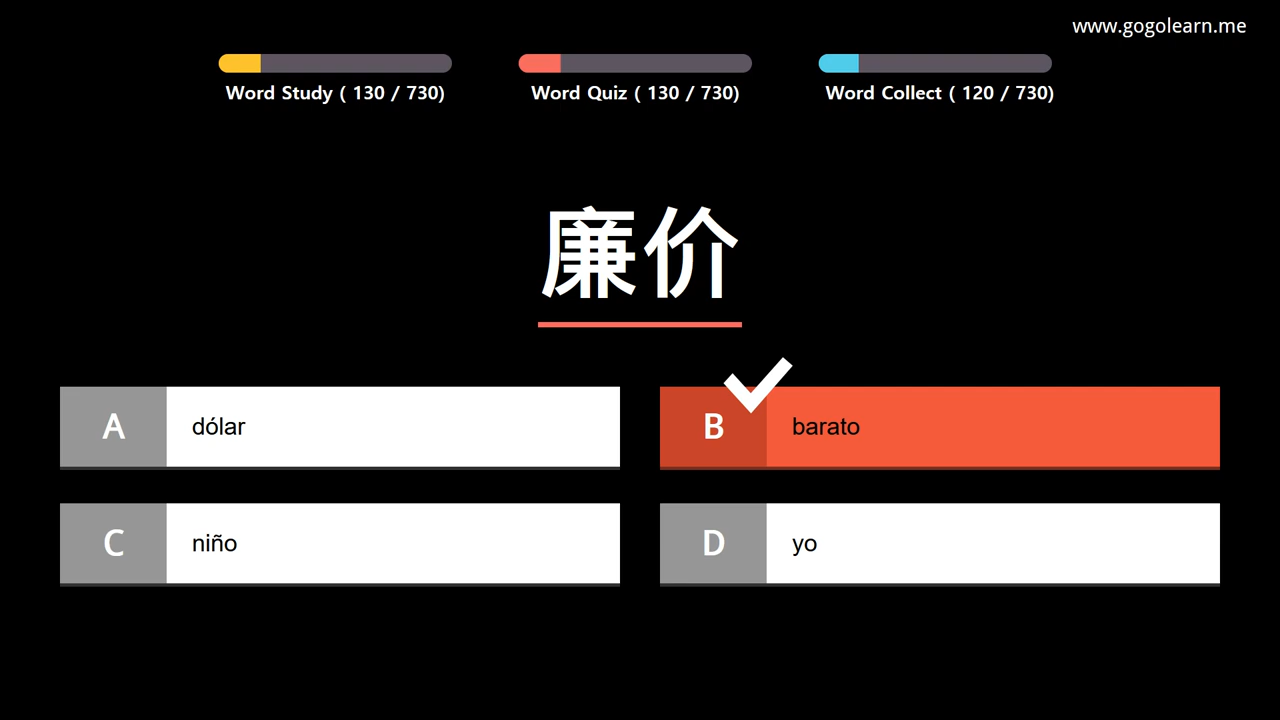 www.gogolearn.me
Word Study ( 130 / 730)
Word Quiz ( 130 / 730)
Word Collect ( 120 / 730)
廉价
A dólar
B barato
C niño
D yo